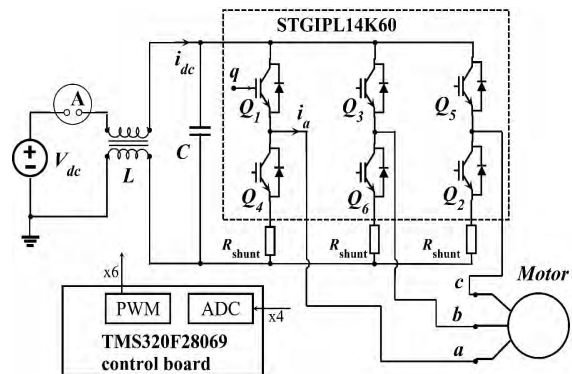 STGIPL14K60
A
i_dc
q
Q_1
Q_3
Q_5
i_a
V_dc
L
C
Q_4
Q_6
Q_2
R_shunt
R_shunt
R_shunt
x6
PWM
ADC
x4
TMS320F28069
control board
c
Motor
b
a